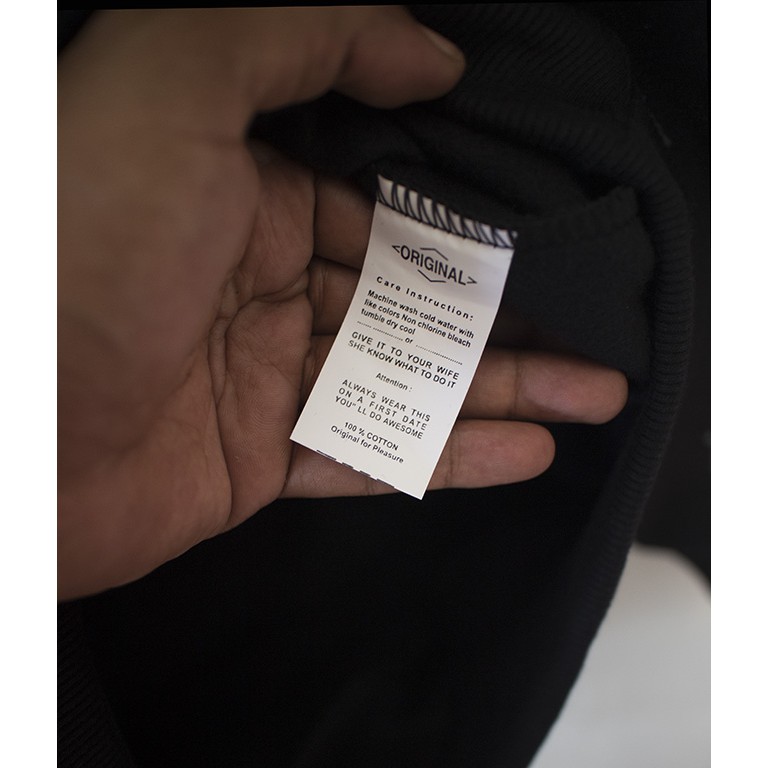 <ORIGINAL>
Care Instruction:
Machine wash cold water with
like colors Non chlorine bleach
tumble dry cool
....... ............... or .......................
GIVE IT TO YOUR WIFE
SHE KNOW WHAT TO DO IT
Attention :
ALWAYS WEAR THIS
ON A FIRST DATE
YOU" LL DO AWESOME
100 % COTTON
Original for Pleasure